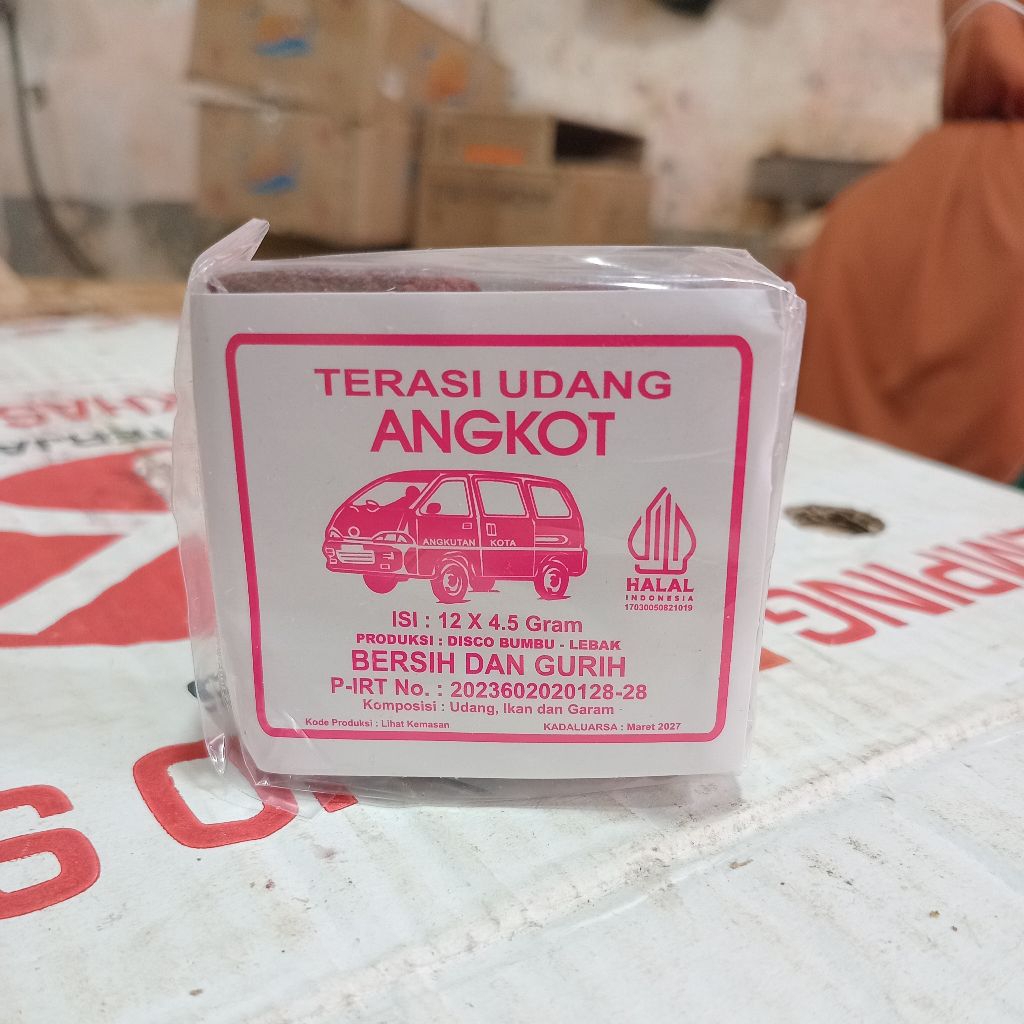 TERASI UDANG
ANGKOT
ANGKUTAN KOTA
HALAL
INDONESIA
17030050821019
ISI : 12 X 4.5 Gram
PRODUKSI : DISCO BUMBU - LEBAK
BERSIH DAN GURIH
P-IRT No. : 2023602020128-28
Komposisi : Udang, Ikan dan Garam
Kode Produksi : Lihat Kemasan
KADALUARSA : Maret 2027
KHAS